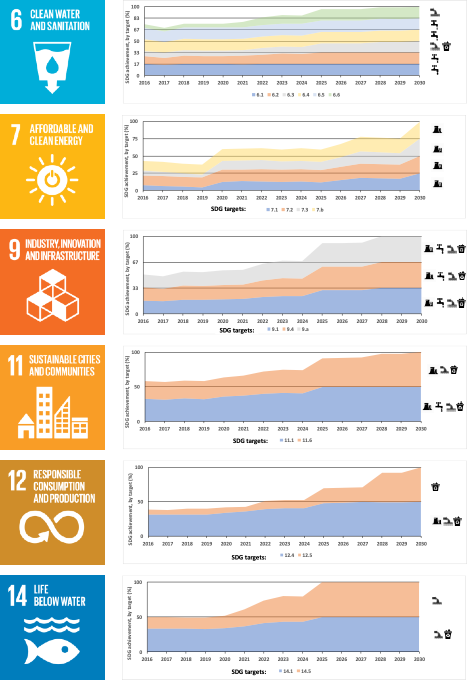 6 CLEAN WATER
AND SANITATION
SDG achievement, by target (%)
100
83
67
50
33
17
0
2016 2017 2018 2019 2020 2021 2022 2023 2024 2025 2026 2027 2028 2029 2030
6.1 6.2 6.3 6.4 6.5 6.6
7 AFFORDABLE AND
CLEAN ENERGY
SDG achievement, by target (%)
100
75
50
25
0
2016 2017 2018 2019 2020 2021 2022 2023 2024 2025 2026 2027 2028 2029 2030
SDG targets: 7.1 7.2 7.3 7.b
9 INDUSTRY, INNOVATION
AND INFRASTRUCTURE
SDG achievement, by target (%)
100
67
33
0
2016 2017 2018 2019 2020 2021 2022 2023 2024 2025 2026 2027 2028 2029 2030
SDG targets: 9.1 9.4 9.a
11 SUSTAINABLE CITIES
AND COMMUNITIES
SDG achievement, by target (%)
100
50
0
2016 2017 2018 2019 2020 2021 2022 2023 2024 2025 2026 2027 2028 2029 2030
SDG targets: 11.1 11.6
12 RESPONSIBLE
CONSUMPTION
AND PRODUCTION
SDG achievement, by target (%)
100
50
0
2016 2017 2018 2019 2020 2021 2022 2023 2024 2025 2026 2027 2028 2029 2030
SDG targets: 12.4 12.5
14 LIFE
BELOW WATER
SDG achievement, by target (%)
100
50
0
2016 2017 2018 2019 2020 2021 2022 2023 2024 2025 2026 2027 2028 2029 2030
SDG targets: 14.1 14.5